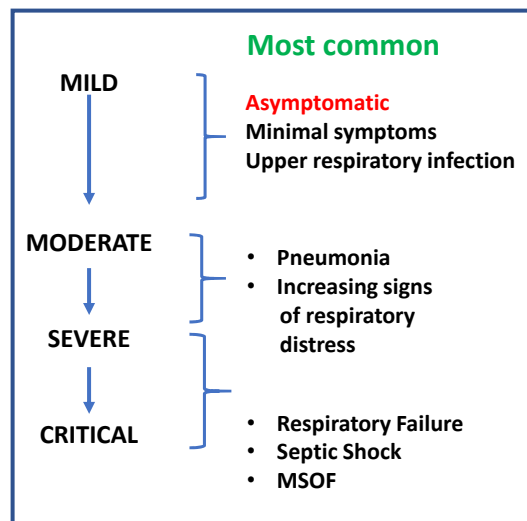 Most common
MILD
Asymptomatic
Minimal symptoms
Upper respiratory infection
MODERATE
• Pneumonia
• Increasing signs
of respiratory
distress
SEVERE
CRITICAL
• Respiratory Failure
• Septic Shock
• MSOF